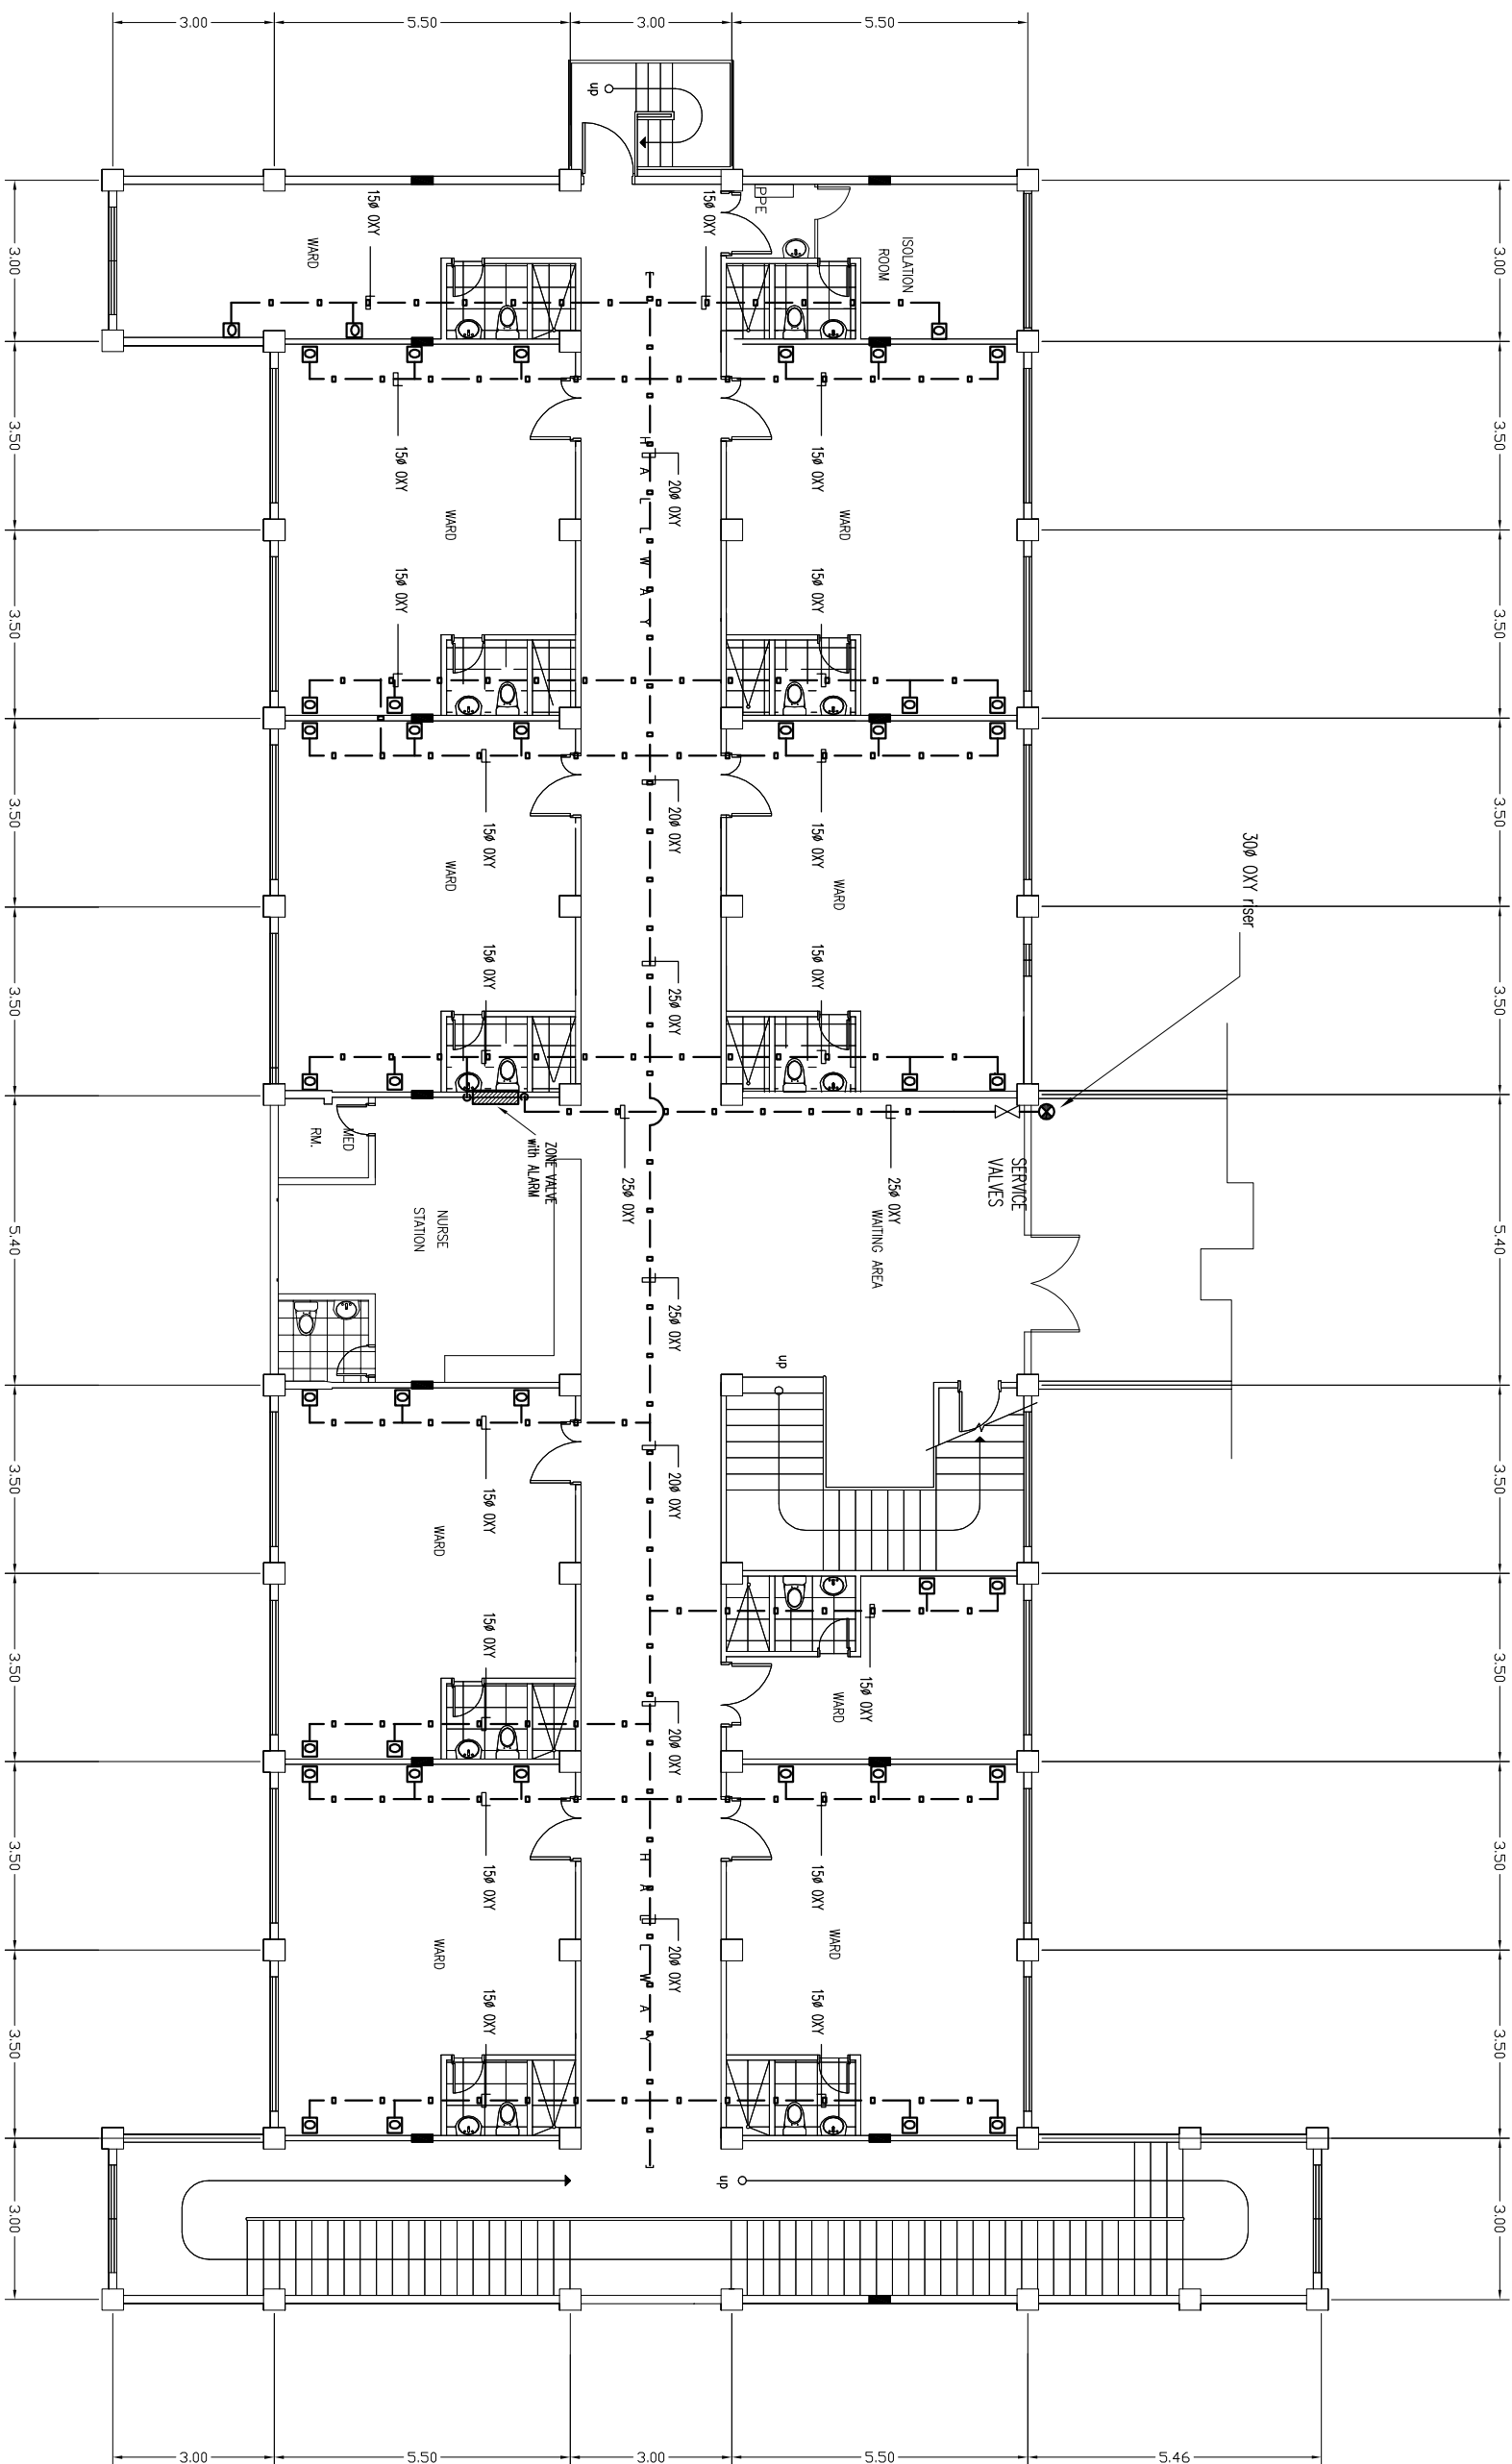 3.00
5.50
3.00
5.50
up
15ø OXY
15ø OXY
PPE
ISOLATION
ROOM
WARD
3.00
3.00
15ø OXY
20ø OXY
15ø OXY
3.50
3.50
WARD
HALLWAY
WARD
15ø OXY
15ø OXY
3.50
3.50
15ø OXY
20ø OXY
15ø OXY
3.50
3.50
WARD
WARD
30ø OXY riser
15ø OXY
25ø OXY
15ø OXY
3.50
3.50
MED
RM.
ZONE VALVE
with ALARM
25ø OXY
25ø OXY
SERVICE
VALVES
NURSE
STATION
WAITING AREA
5.40
5.40
25ø OXY
up
15ø OXY
20ø OXY
3.50
3.50
WARD
15ø OXY
15ø OXY
WARD
3.50
3.50
20ø OXY
15ø OXY
15ø OXY
3.50
3.50
HALLWAY
WARD
20ø OXY
WARD
15ø OXY
15ø OXY
3.50
3.50
up
3.00
3.00
3.00
5.50
3.00
5.50
5.46